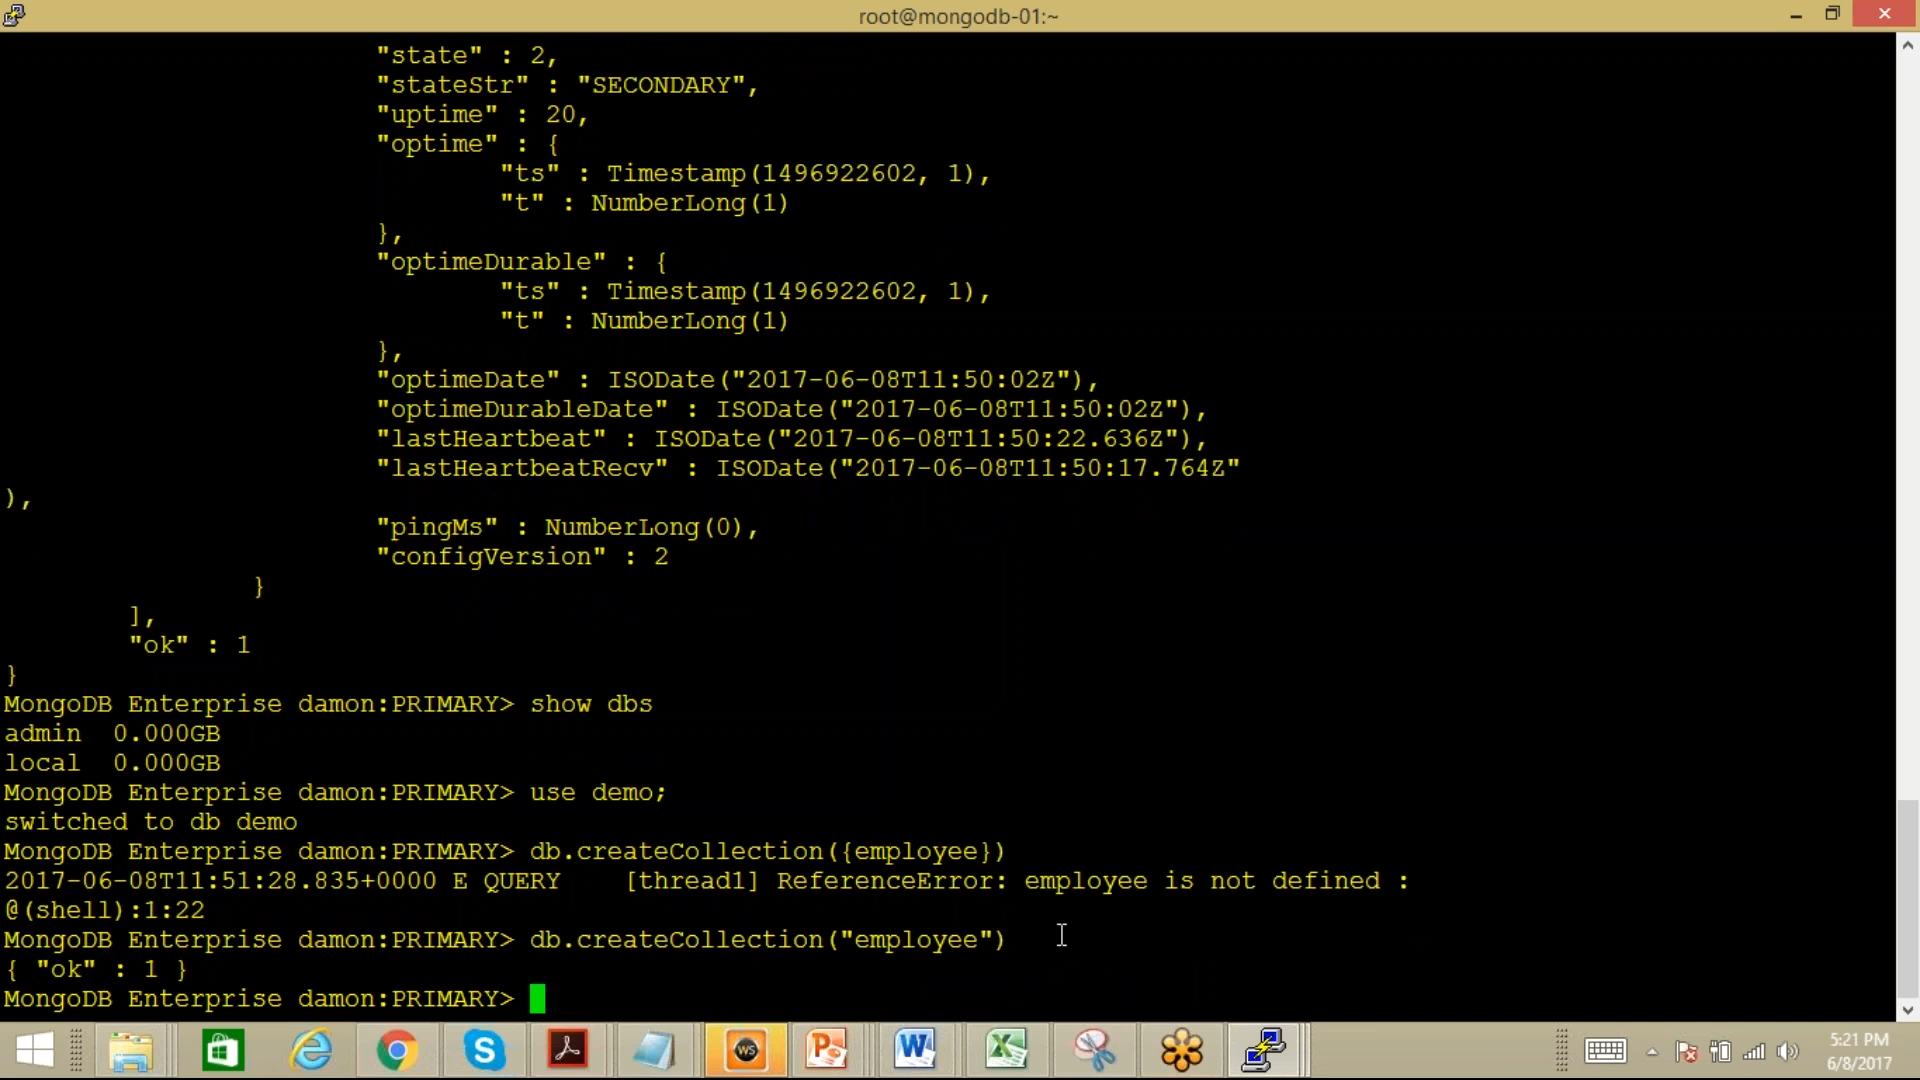 root@mongodb-01:~
"state" : 2,
"stateStr" : "SECONDARY",
"uptime" : 20,
"optime" : {
"ts" : Timestamp(1496922602, 1),
"t" : NumberLong(1)
},
"optimeDurable" : {
"ts" : Timestamp(1496922602, 1),
"t" : NumberLong(1)
},
"optimeDate" : ISODate("2017-06-08T11:50:02Z"),
"optimeDurableDate" : ISODate("2017-06-08T11:50:02Z"),
"lastHeartbeat" : ISODate("2017-06-08T11:50:22.636Z"),
"lastHeartbeatRecv" : ISODate("2017-06-08T11:50:17.764Z"
),
"pingMs" : NumberLong(0),
"configVersion" : 2
}
],
"ok" : 1
}
MongoDB Enterprise damon:PRIMARY> show dbs
admin  0.000GB
local  0.000GB
MongoDB Enterprise damon:PRIMARY> use demo;
switched to db demo
MongoDB Enterprise damon:PRIMARY> db.createCollection({employee})
2017-06-08T11:51:28.835+0000 E QUERY    [thread1] ReferenceError: employee is not defined :
@(shell):1:22
MongoDB Enterprise damon:PRIMARY> db.createCollection("employee")
{ "ok" : 1 }
MongoDB Enterprise damon:PRIMARY>
5:21 PM
6/8/2017